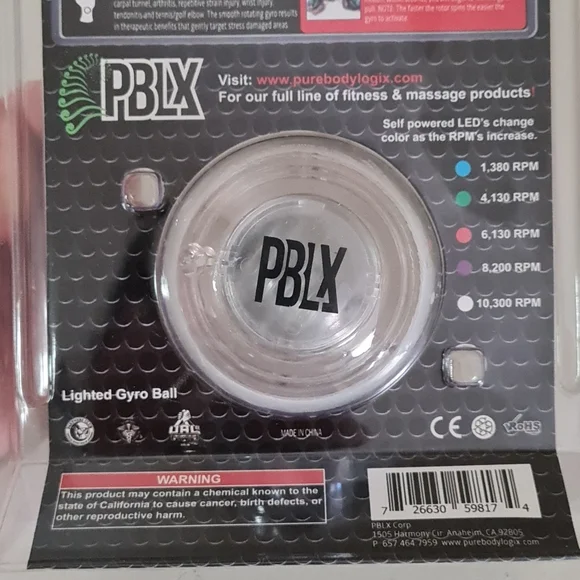 carpal tunnel, arthritis, repetitive strain injury, wrist injury,
tendonitis and tennis/golf elbow. The smooth rotating gyro results
in therapeutic benefits that gently target stress damaged areas
pull. NOTE: The faster the rotor spins the easier the
gyro to activate
PBLX
Visit: www.purebodylogix.com
For our full line of fitness & massage products!
Self powered LED's change
color as the RPM's increase.
1,380 RPM
4,130 RPM
6,130 RPM
8,200 RPM
10,300 RPM
PBLX
Lighted Gyro Ball
MADE IN CHINA
CE
RoHS
WARNING
This product may contain a chemical known to the
state of California to cause cancer, birth defects, or
other reproductive harm.
7 26630 59817 4
PBLX Corp
1505 Harmony Cir. Anaheim, CA. 92805
P 657 464 7959 www.purebodylogix.com